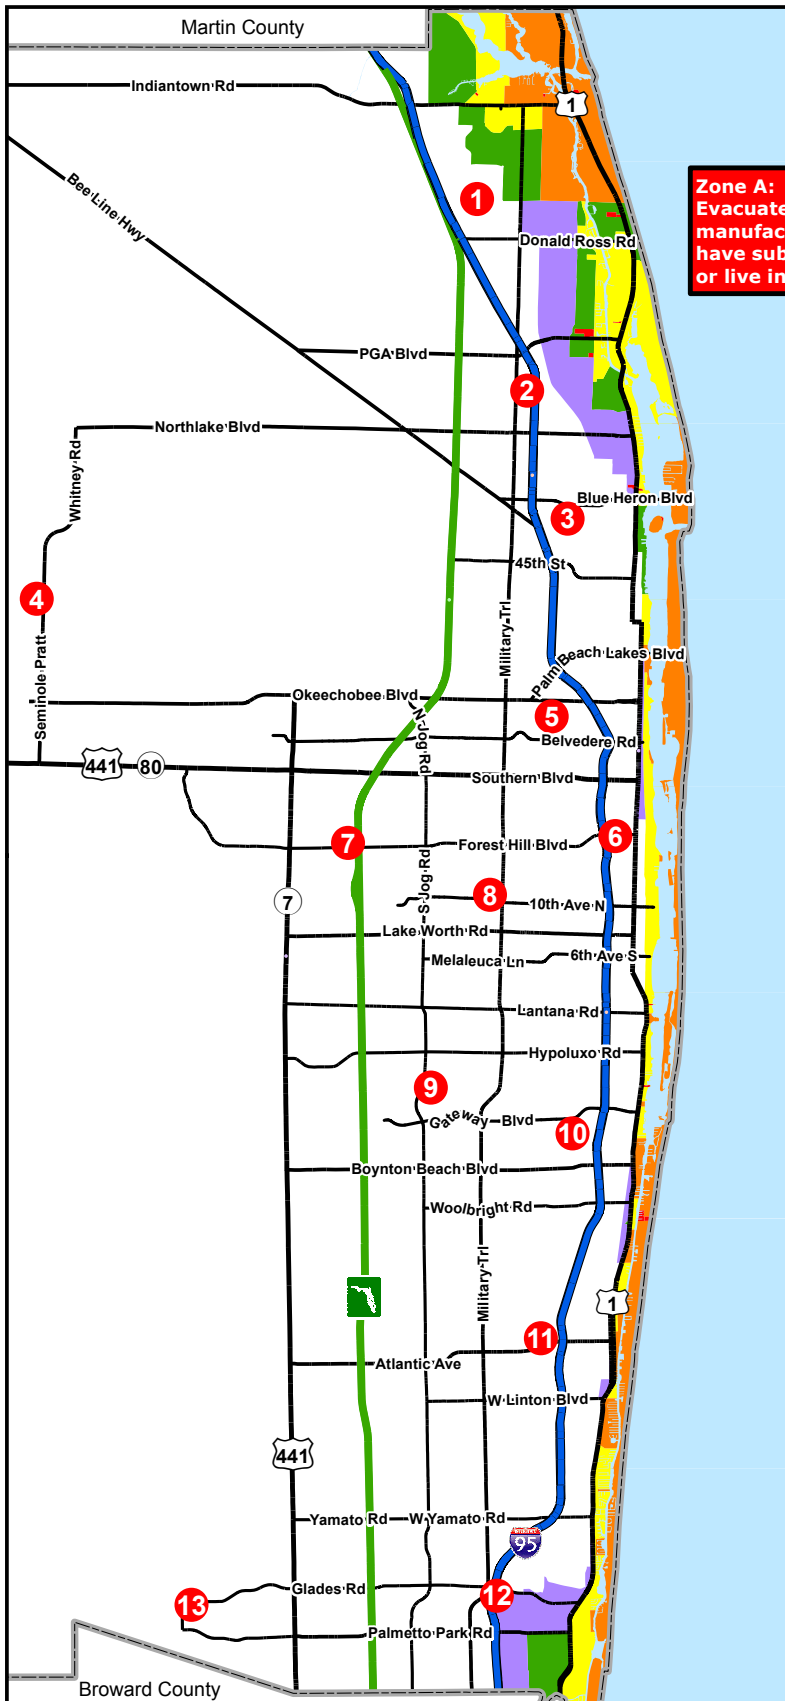 Martin County
Indiantown Rd
1
Bee Line Hwy
Zone A:
Evacuate
manufac
have sub
or live in
1
Donald Ross Rd
PGA Blvd
2
Northlake Blvd
Whitney Rd
Blue Heron Blvd
3
45th St
4
Military Trl
Seminole Pratt
Palm Beach Lakes Blvd
Okeechobee Blvd
5
N Jog Rd
Belvedere Rd
441
80
Southern Blvd
6
7
Forest Hill Blvd
S Jog Rd
8
7
10th Ave N
Lake Worth Rd
Melaleuca Ln
6th Ave S
Lantana Rd
Hypoluxo Rd
9
Gateway Blvd
10
Boynton Beach Blvd
Woolbright Rd
Military Trl
1
11
Atlantic Ave
W Linton Blvd
441
Yamato Rd
W Yamato Rd
95
Glades Rd
12
13
Palmetto Park Rd
Broward County